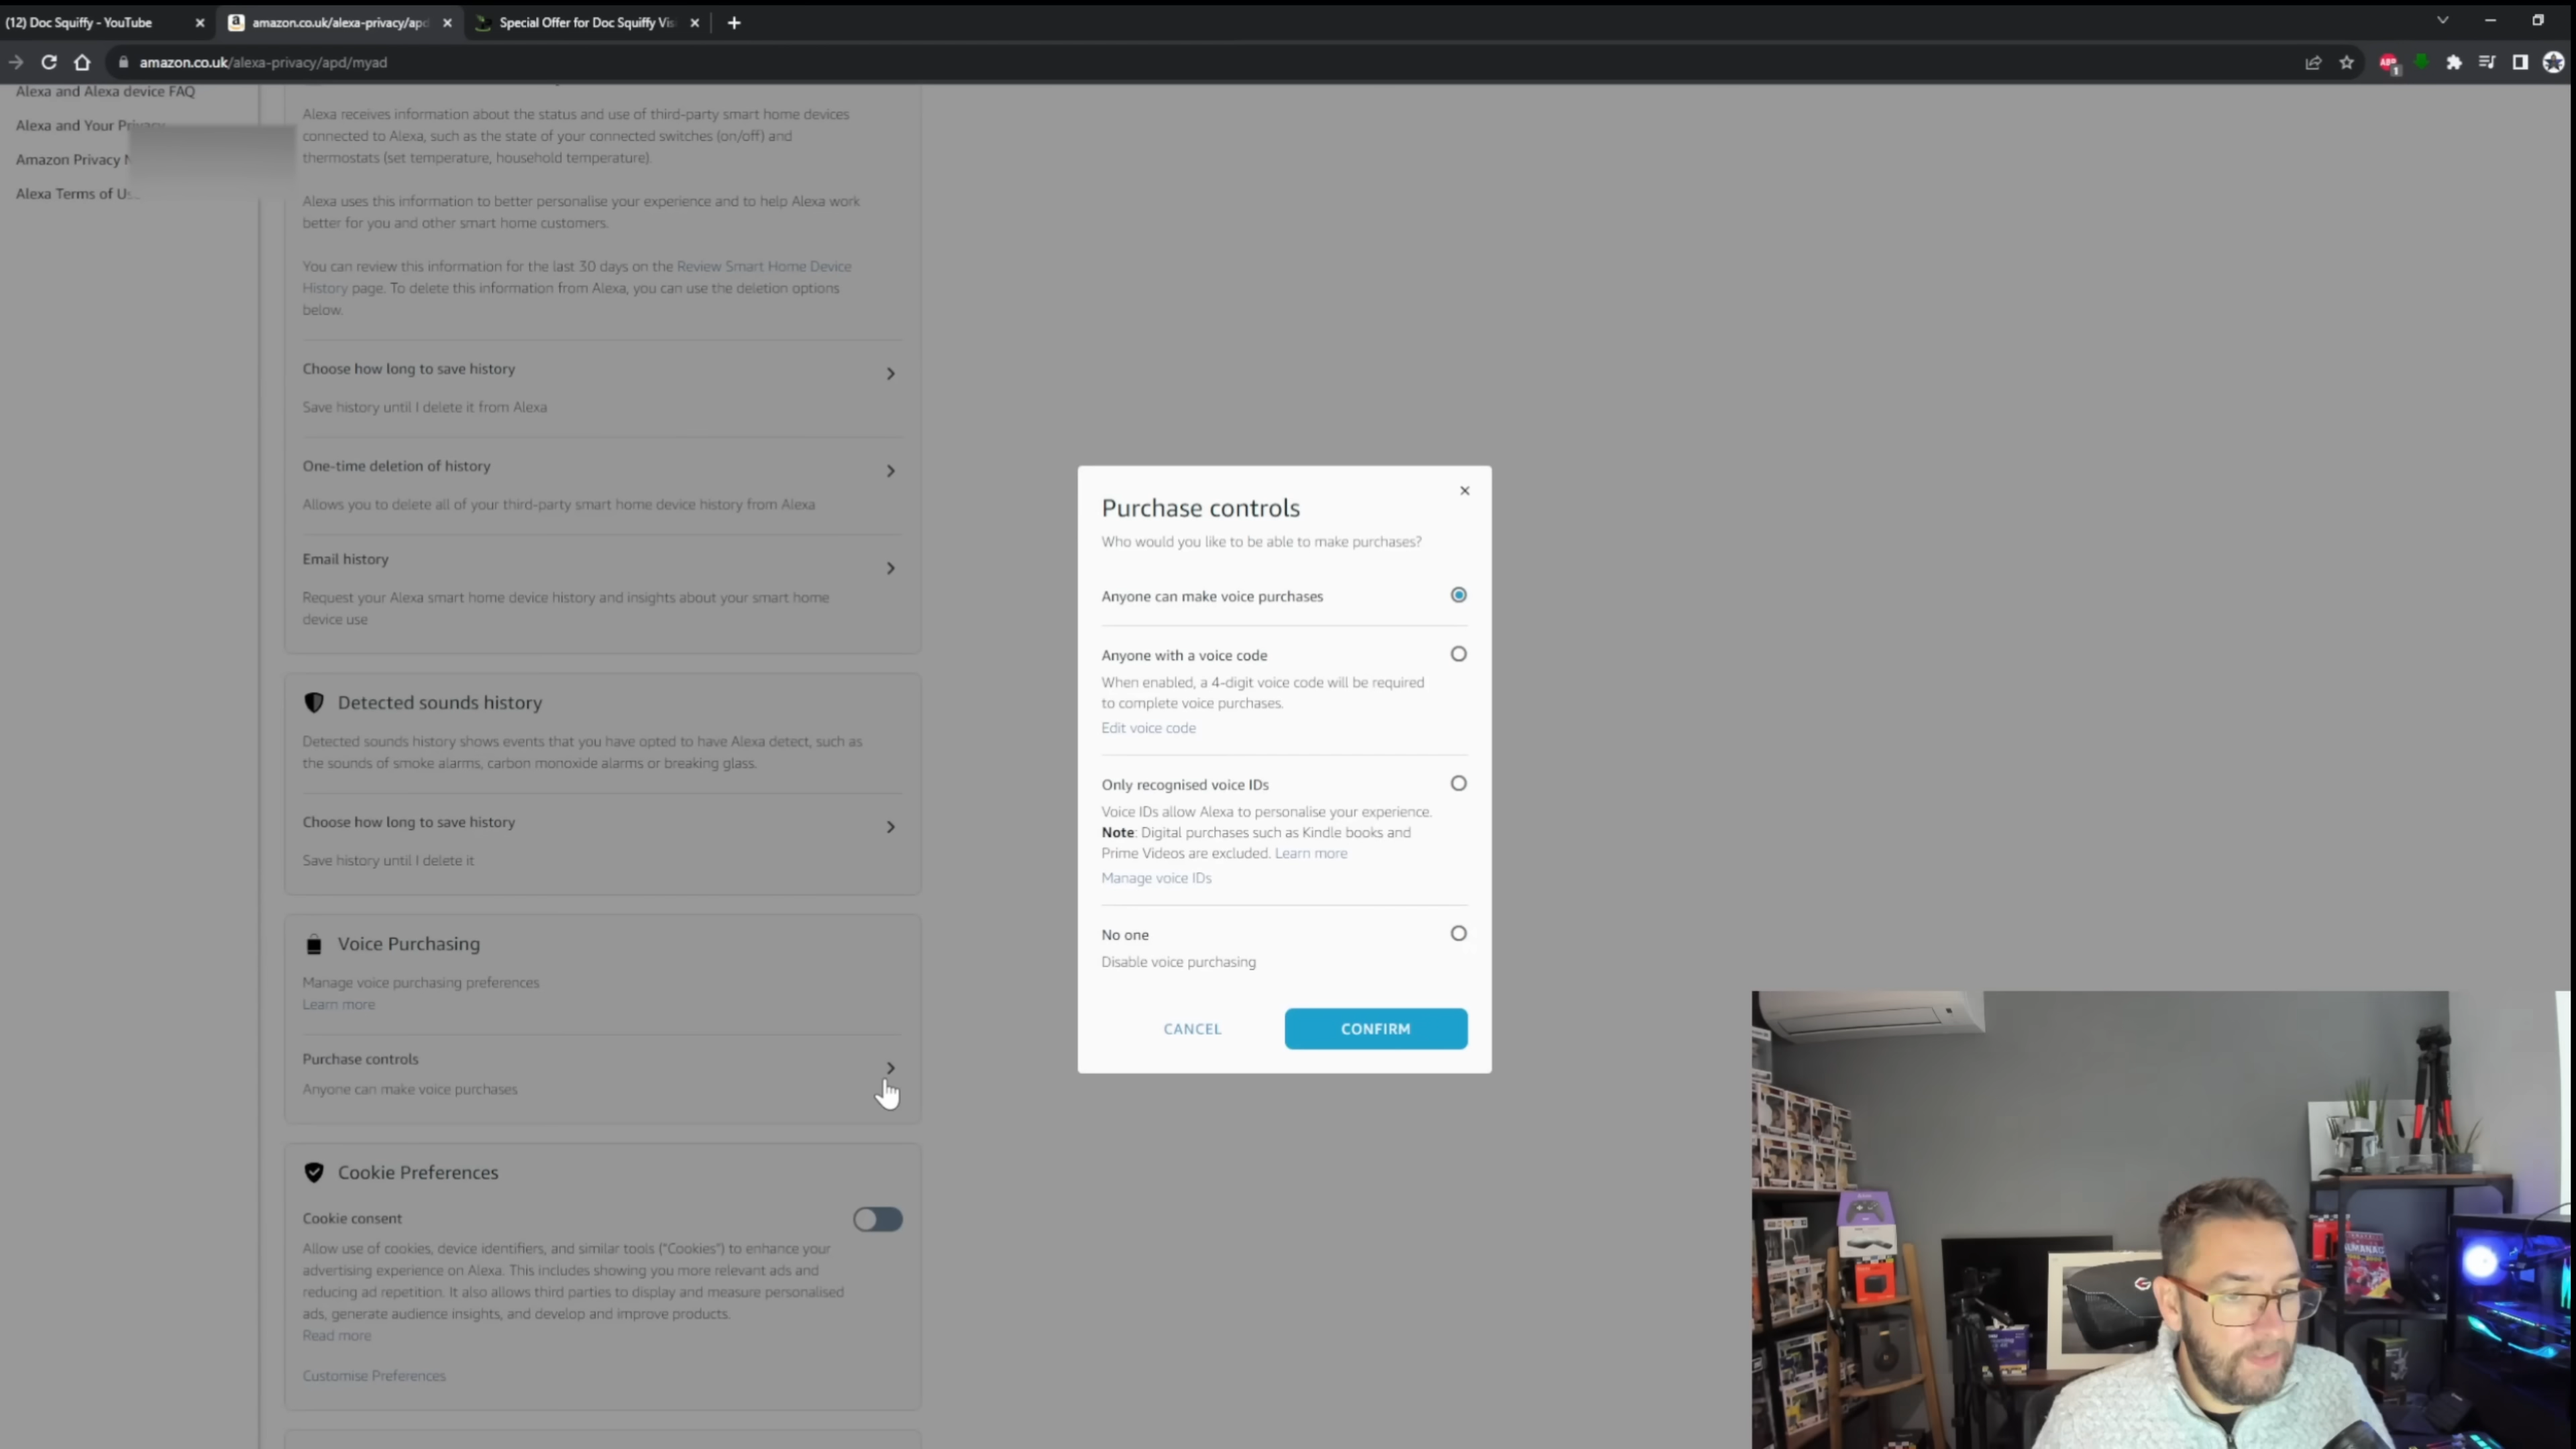 (12) Doc Squiffy - YouTube
amazon.co.uk/alexa-privacy/apd
Special Offer for Doc Squiffy Vis
amazon.co.uk/alexa-privacy/apd/myad
Alexa and Alexa device FAQ
Alexa and Your Privacy
Amazon Privacy
Alexa Terms of
Alexa receives information about the status and use of third-party smart home devices
connected to Alexa, such as the state of your connected switches (on/off) and
thermostats (set temperature, household temperature).
Alexa uses this information to better personalise your experience and to help Alexa work
better for you and other smart home customers.
You can review this information for the last 30 days on the Review Smart Home Device
History page. To delete this information from Alexa, you can use the deletion options
below.
Choose how long to save history
Save history until I delete it from Alexa
One-time deletion of history
Allows you to delete all of your third-party smart home device history from Alexa
Email history
Request your Alexa smart home device history and insights about your smart home
device use
Detected sounds history
Detected sounds history shows events that you have opted to have Alexa detect, such as
the sounds of smoke alarms, carbon monoxide alarms or breaking glass.
Choose how long to save history
Save history until I delete it
Voice Purchasing
Manage voice purchasing preferences
Learn more
Purchase controls
Anyone can make voice purchases
Cookie Preferences
Cookie consent
Allow use of cookies, device identifiers, and similar tools ("Cookies") to enhance your
advertising experience on Alexa. This includes showing you more relevant ads and
reducing ad repetition. It also allows third parties to display and measure personalised
ads, generate audience insights, and develop and improve products.
Read more
Customise Preferences
Purchase controls
Who would you like to be able to make purchases?
Anyone can make voice purchases
Anyone with a voice code
When enabled, a 4-digit voice code will be required
to complete voice purchases.
Edit voice code
Only recognised voice IDs
Voice IDs allow Alexa to personalise your experience.
Note: Digital purchases such as Kindle books and
Prime Videos are excluded. Learn more
Manage voice IDs
No one
Disable voice purchasing
CANCEL
CONFIRM